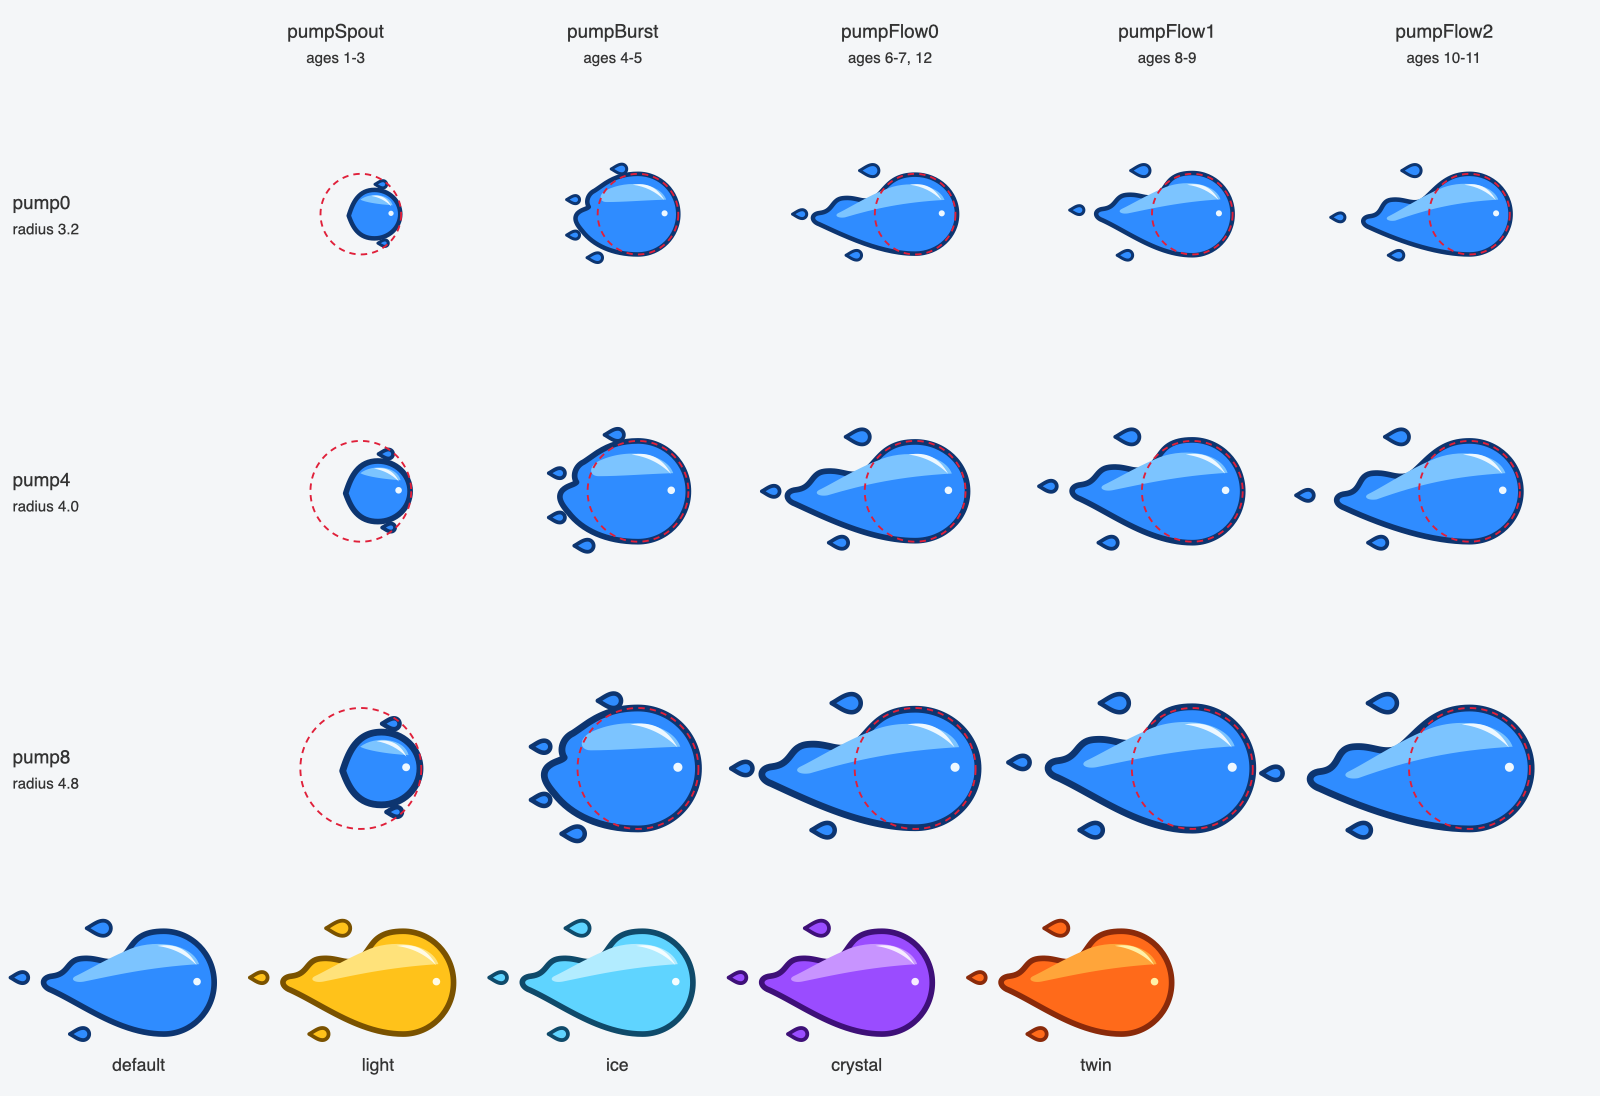 pumpSpout
ages 1-3
pumpBurst
ages 4-5
pumpFlow0
ages 6-7, 12
pumpFlow1
ages 8-9
pumpFlow2
ages 10-11
pump0
radius 3.2
pump4
radius 4.0
pump8
radius 4.8
default
light
ice
crystal
twin